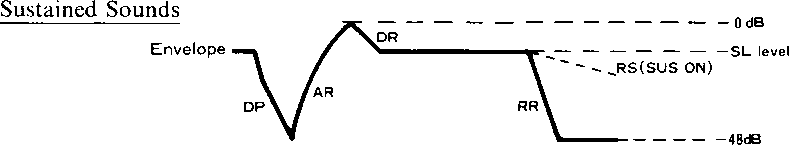 Sustained Sounds
0 dB
DR
Envelope
SL level
RS(SUS ON)
DP
AR
RR
-48dB